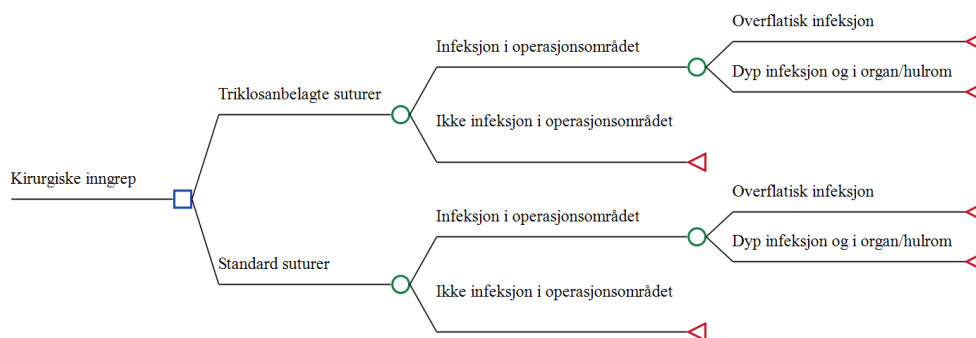 Overflatisk infeksjon
Infeksjon i operasjonsområdet
Dyp infeksjon og i organ/hulrom
Triklosanbelagte suturer
Ikke infeksjon i operasjonsområdet
Kirurgiske inngrep
Overflatisk infeksjon
Infeksjon i operasjonsområdet
Dyp infeksjon og i organ/hulrom
Standard suturer
Ikke infeksjon i operasjonsområdet